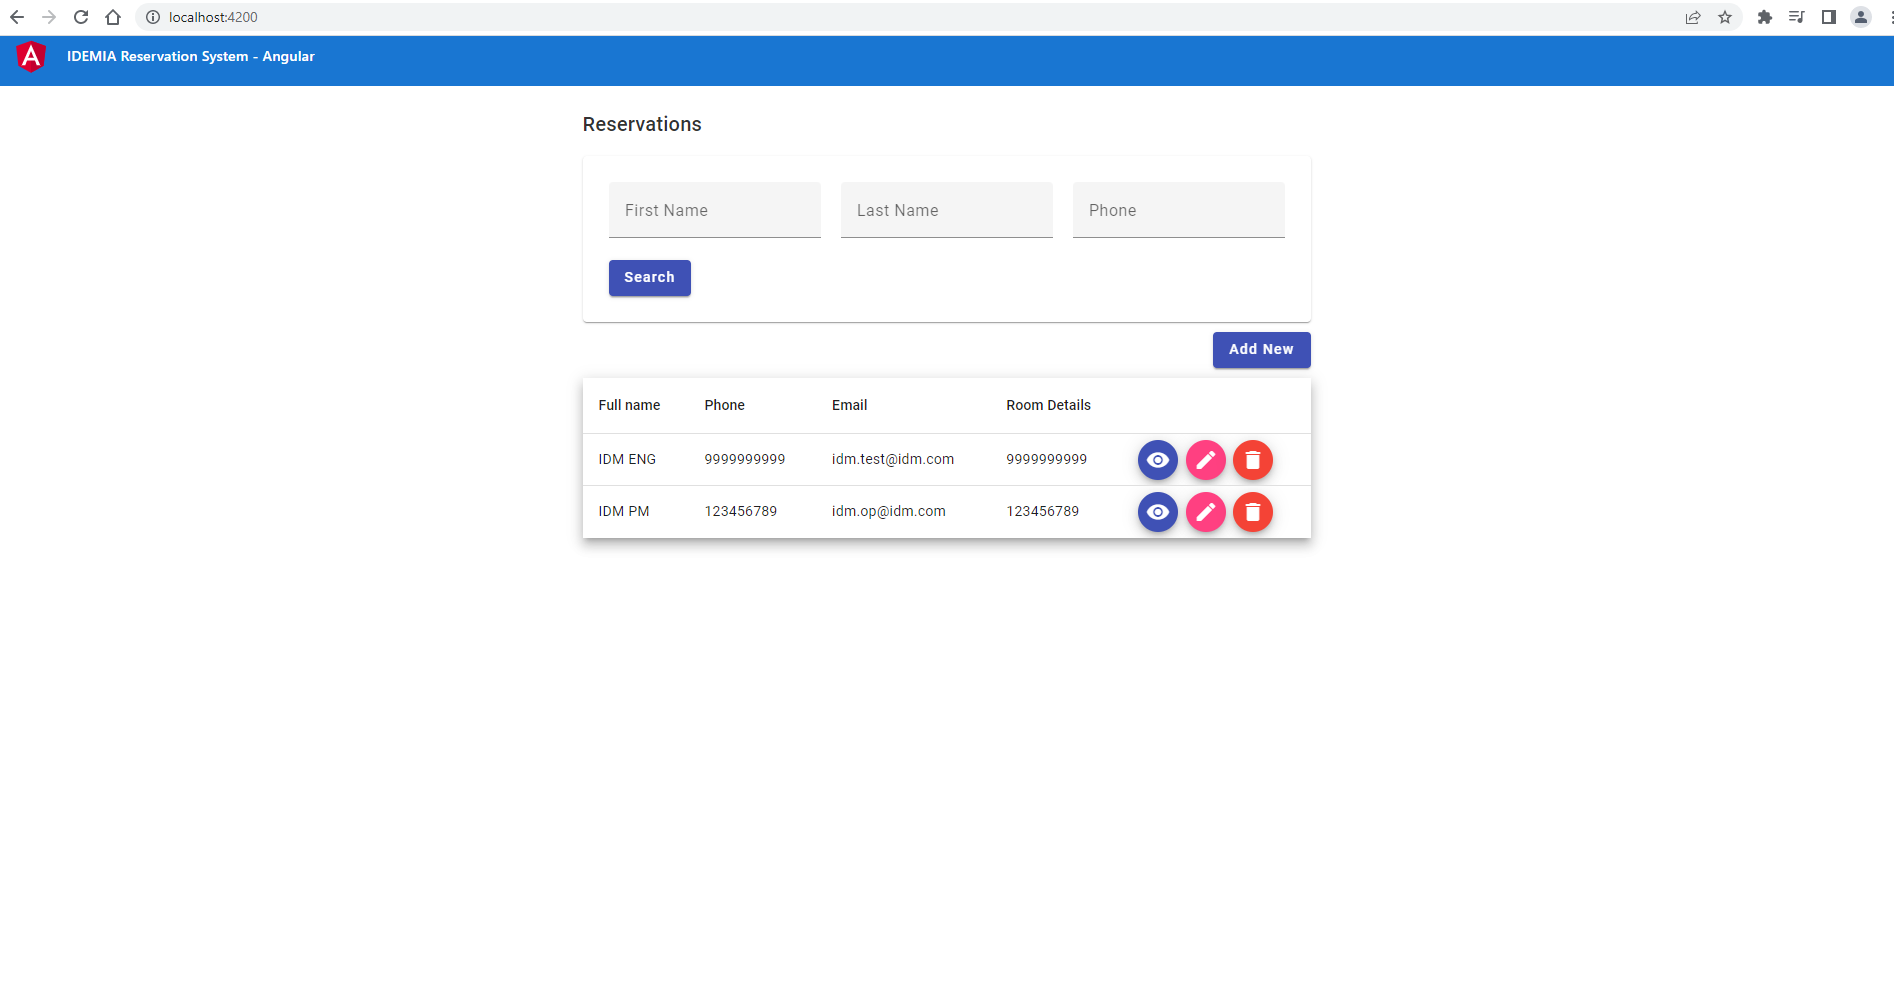 localhost:4200
IDEMIA Reservation System - Angular
Reservations
First Name Last Name Phone
Search
Add New
Full name Phone Email Room Details
IDM ENG 9999999999 idm.test@idm.com 9999999999
IDM PM 123456789 idm.op@idm.com 123456789